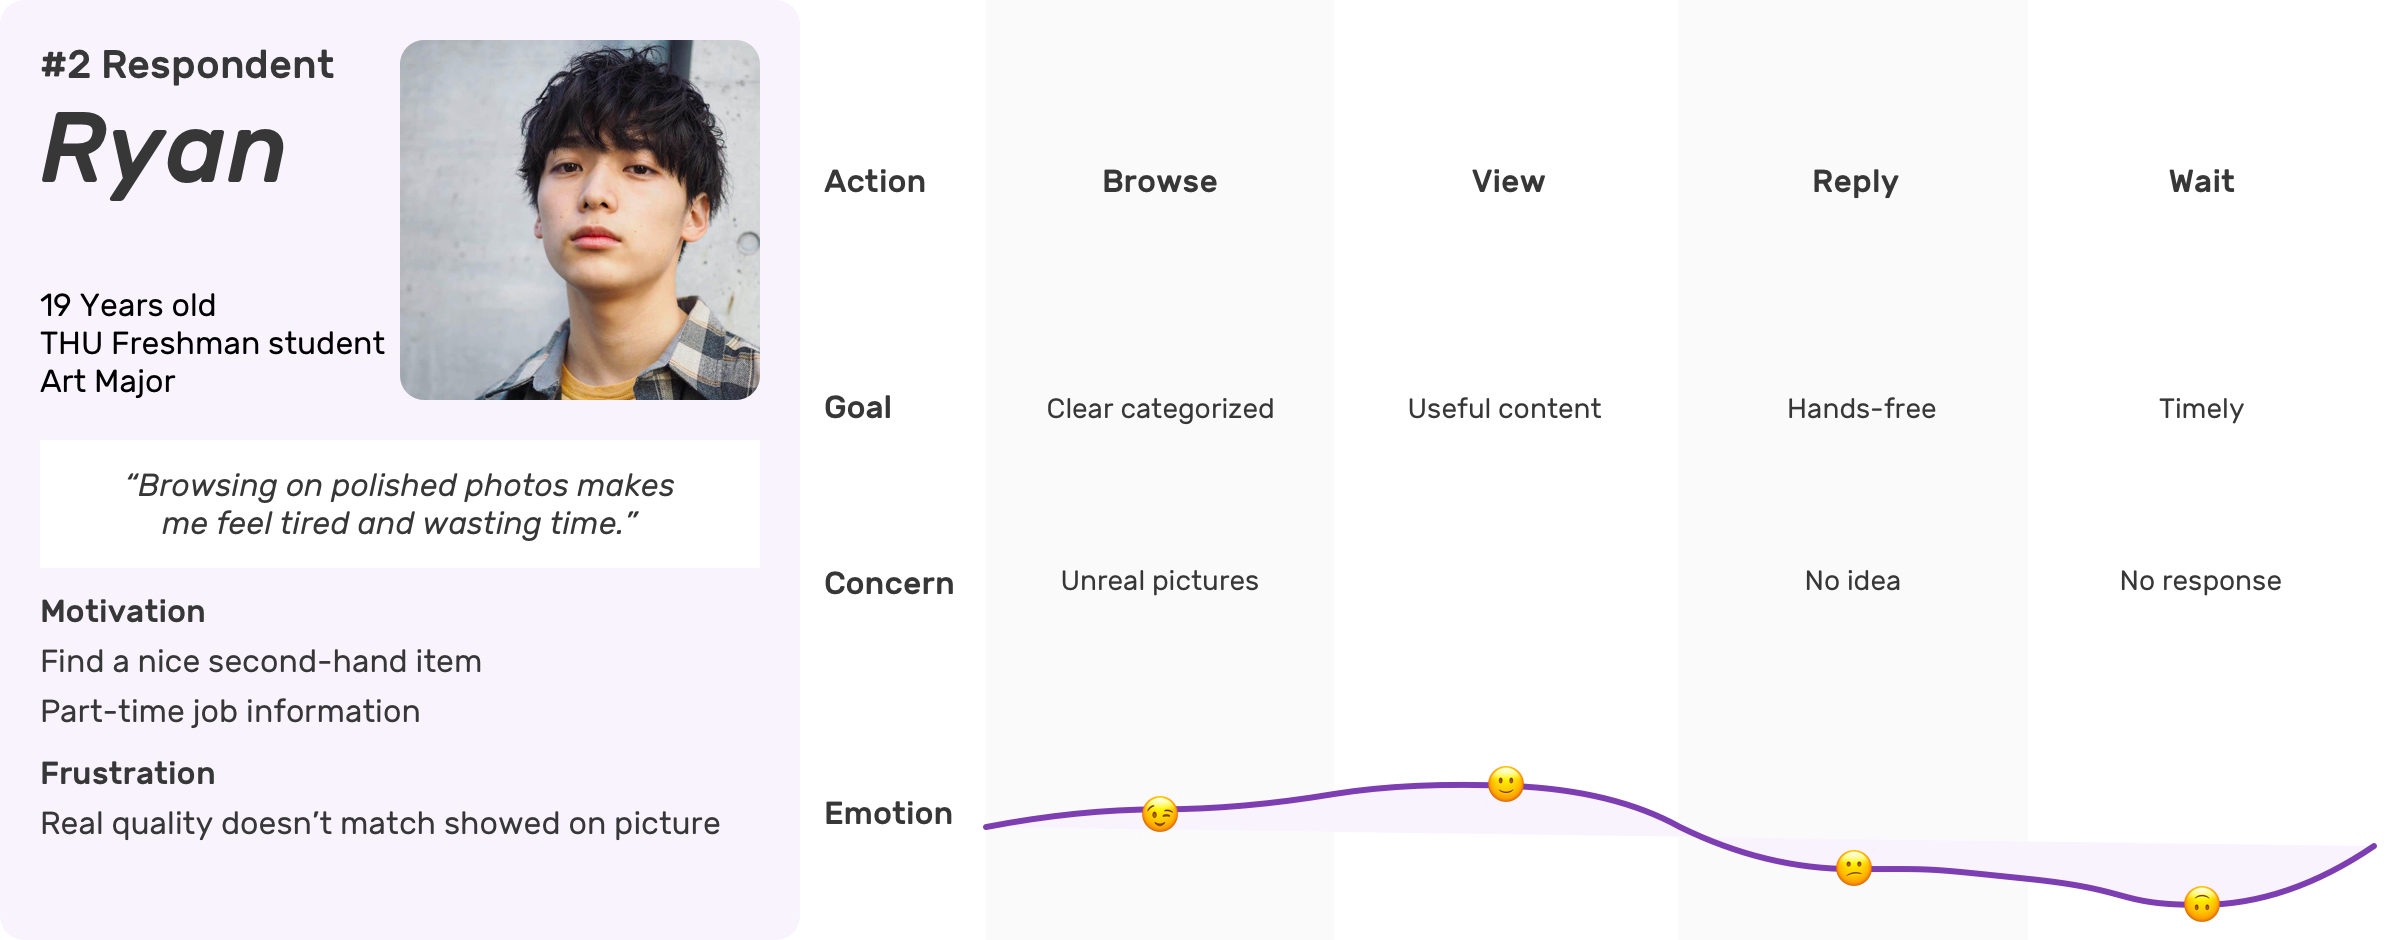 #2 Respondent
Ryan
19 Years old
THU Freshman student
Art Major
“Browsing on polished photos makes
me feel tired and wasting time.”
Motivation
Find a nice second-hand item
Part-time job information
Frustration
Real quality doesn’t match showed on picture
Action Browse View Reply Wait
Goal Clear categorized Useful content Hands-free Timely
Concern Unreal pictures No idea No response
Emotion